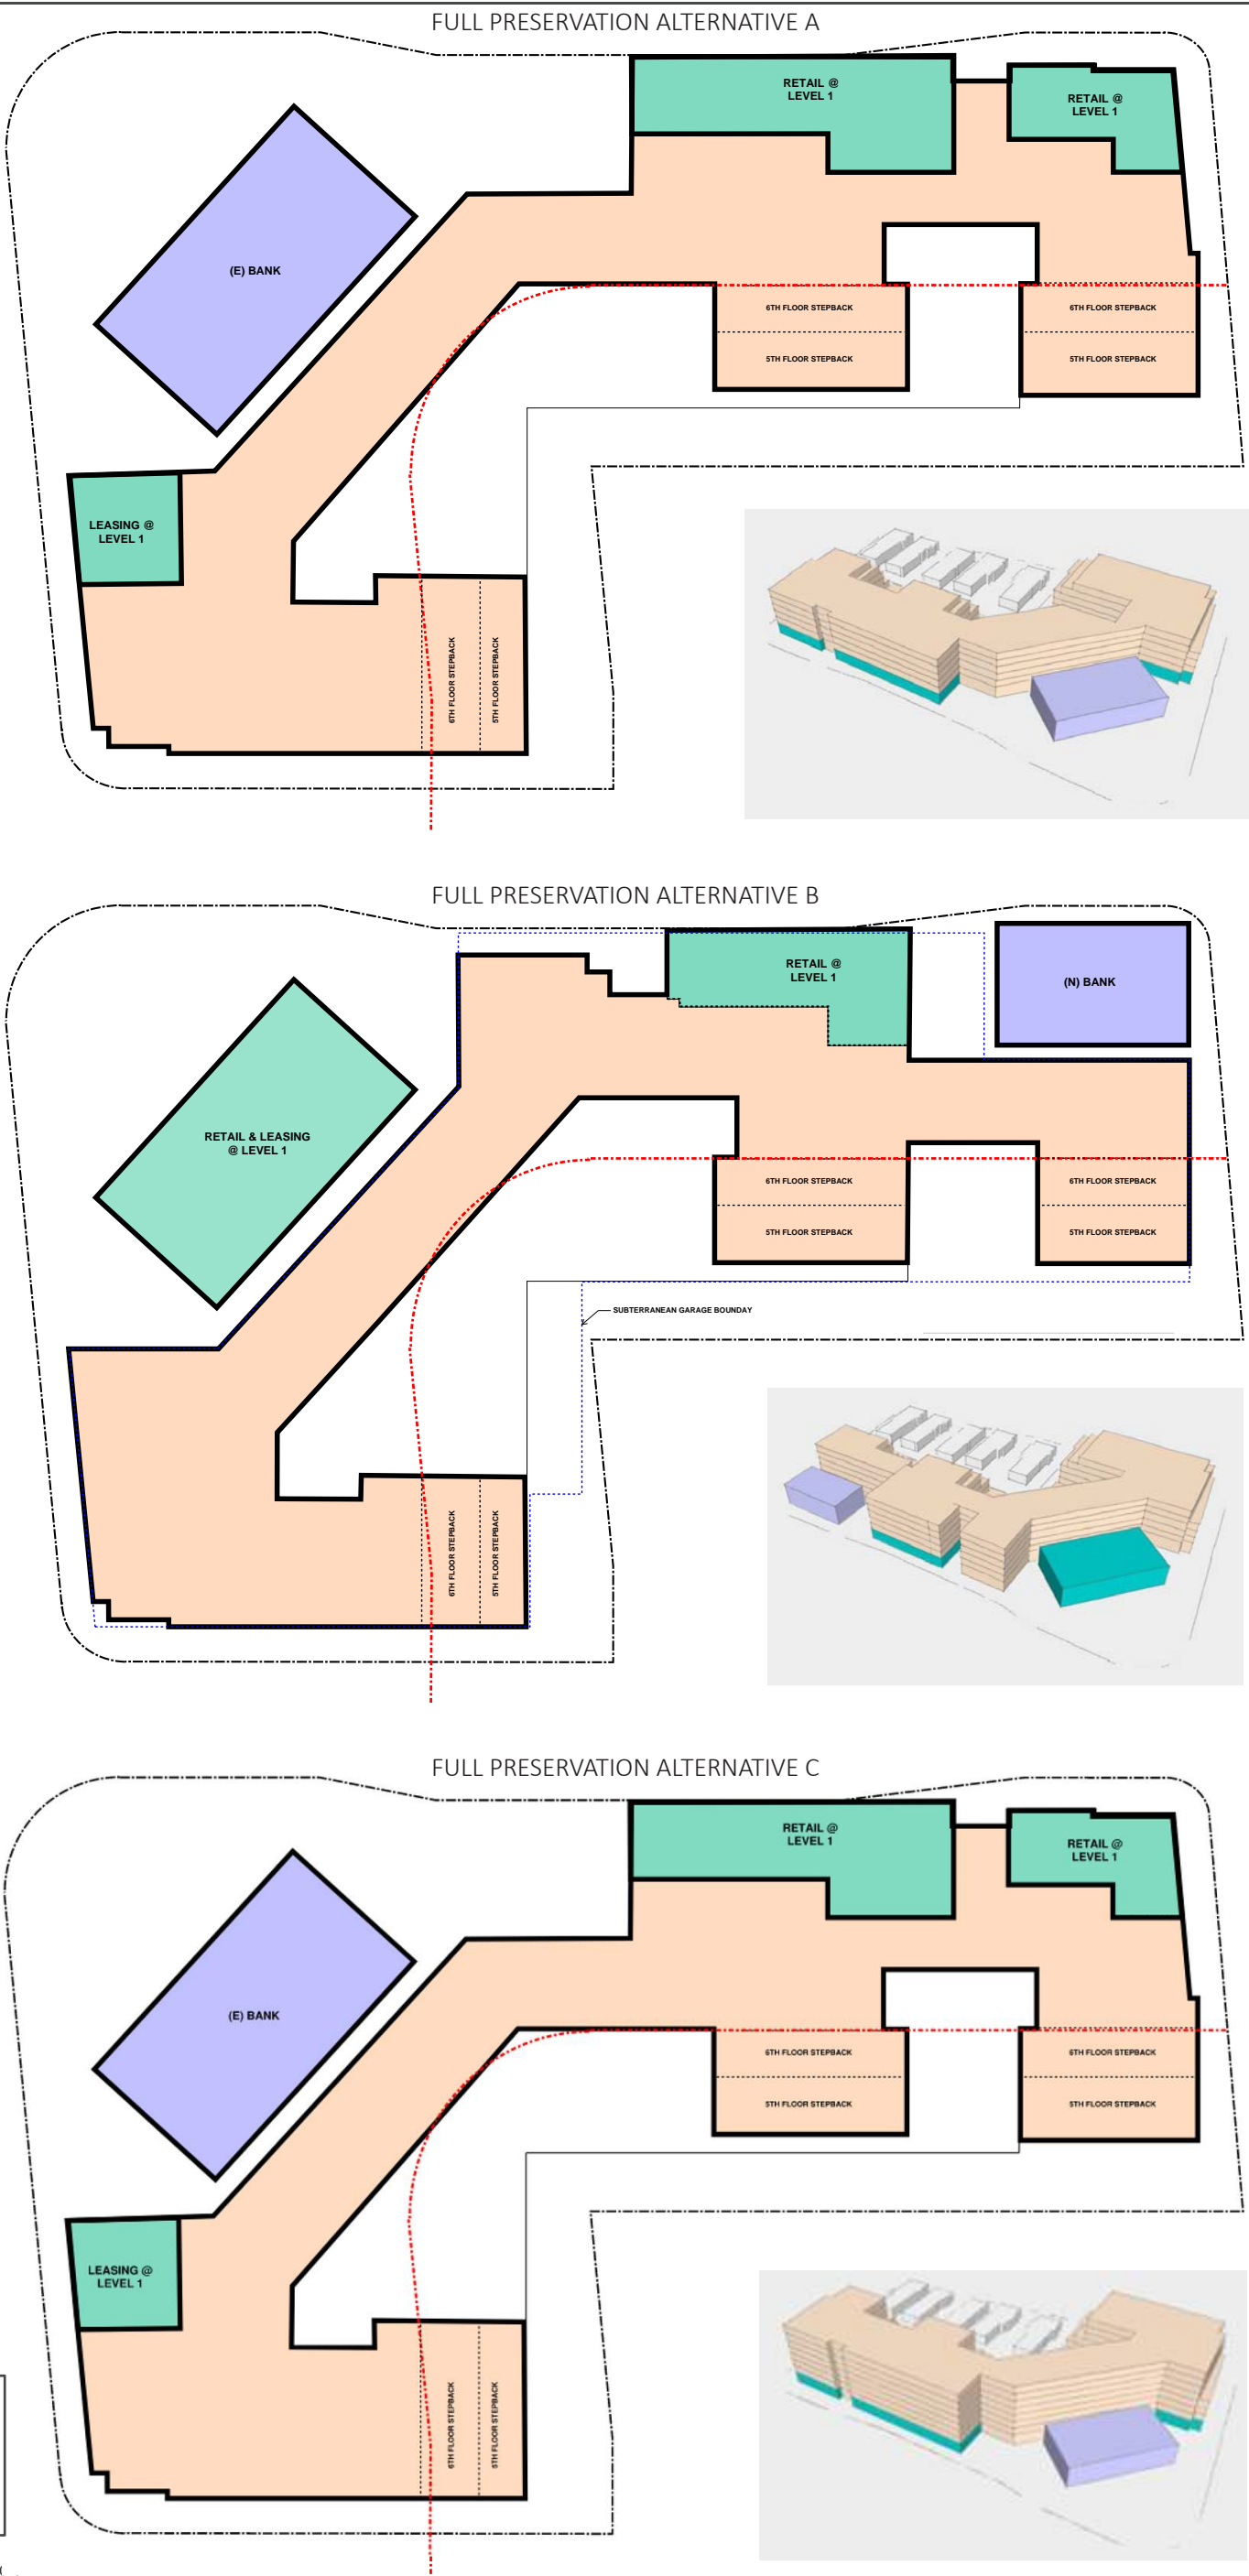 FULL PRESERVATION ALTERNATIVE A
RETAIL @
LEVEL 1
RETAIL @
LEVEL 1
(E) BANK
6TH FLOOR STEPBACK
6TH FLOOR STEPBACK
5TH FLOOR STEPBACK
5TH FLOOR STEPBACK
LEASING @
LEVEL 1
6TH FLOOR STEPBACK
5TH FLOOR STEPBACK
FULL PRESERVATION ALTERNATIVE B
RETAIL @
LEVEL 1
(N) BANK
RETAIL & LEASING
@ LEVEL 1
6TH FLOOR STEPBACK
6TH FLOOR STEPBACK
5TH FLOOR STEPBACK
5TH FLOOR STEPBACK
SUBTERRANEAN GARAGE BOUNDAY
6TH FLOOR STEPBACK
5TH FLOOR STEPBACK
FULL PRESERVATION ALTERNATIVE C
RETAIL @
LEVEL 1
RETAIL @
LEVEL 1
(E) BANK
6TH FLOOR STEPBACK
6TH FLOOR STEPBACK
5TH FLOOR STEPBACK
5TH FLOOR STEPBACK
LEASING @
LEVEL 1
6TH FLOOR STEPBACK
5TH FLOOR STEPBACK